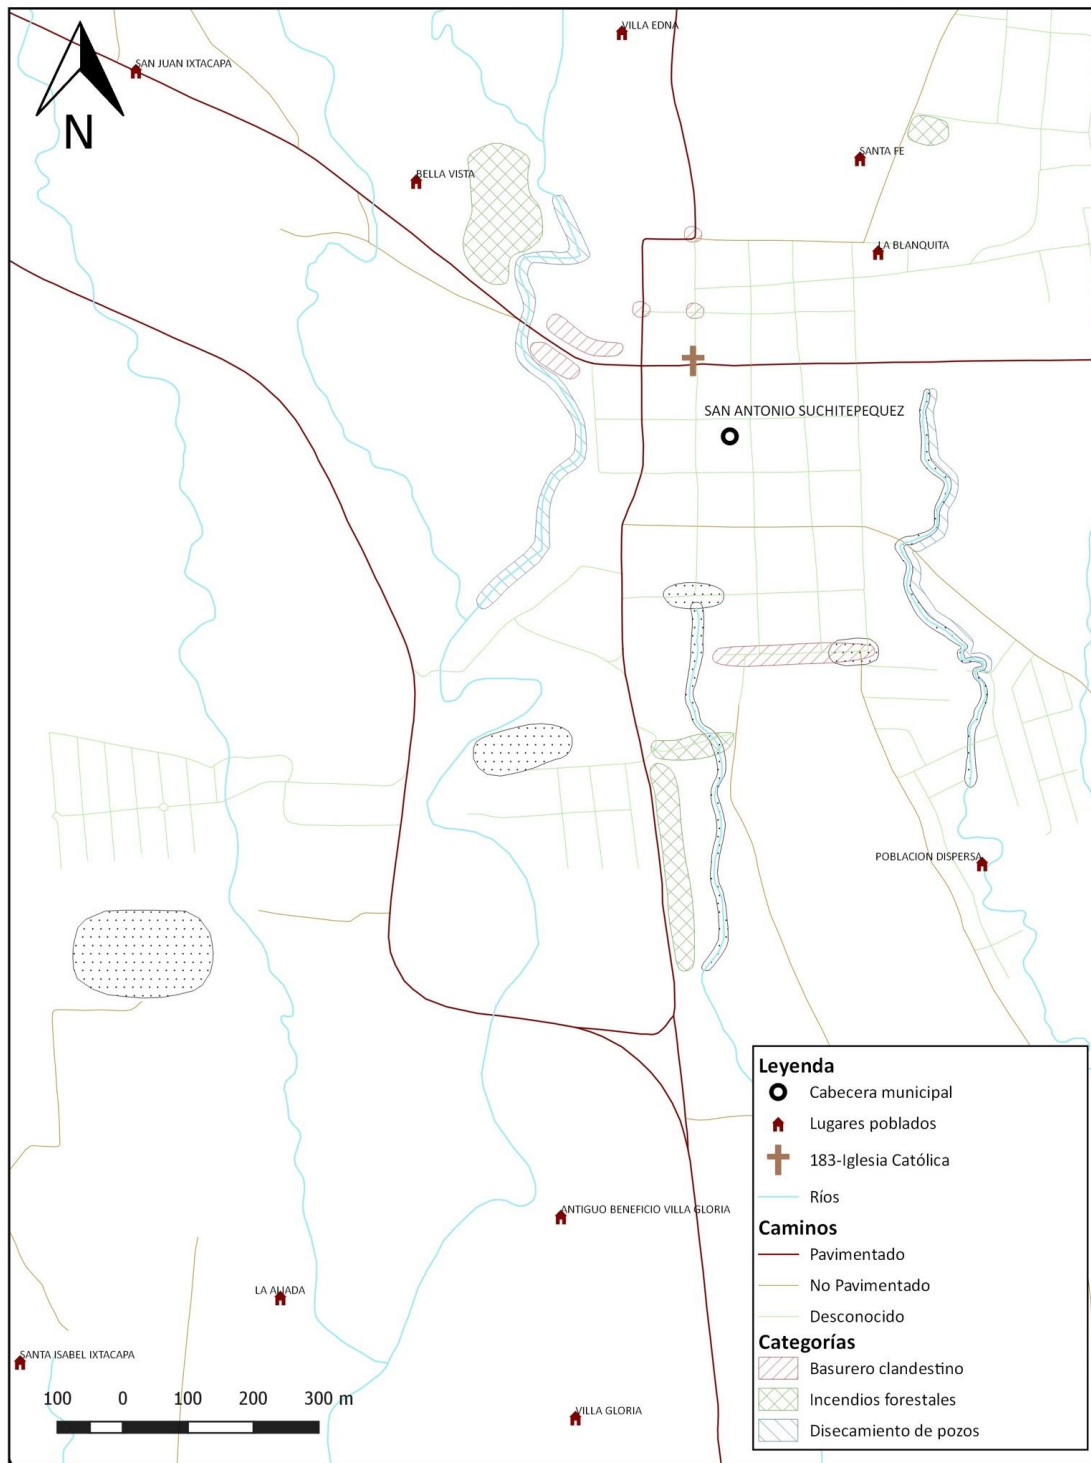 VILLA EDNA
SAN JUAN IXTACAPA
N
SANTA FE
BELLA VISTA
LA BLANQUITA
SAN ANTONIO SUCHITEPEQUEZ
POBLACION DISPERSA
Leyenda
Cabecera municipal
Lugares poblados
183-Iglesia Católica
Ríos
Caminos
Pavimentado
No Pavimentado
Desconocido
Categorías
Basurero clandestino
Incendios forestales
Disecamiento de pozos
ANTIGUO BENEFICIO VILLA GLORIA
LA ALIADA
SANTA ISABEL IXTACAPA
100 0 100 200 300 m
VILLA GLORIA